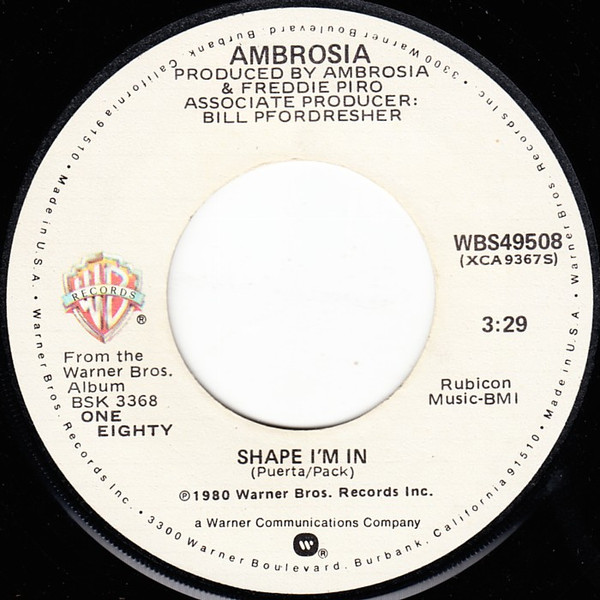 AMBROSIA
PRODUCED BY AMBROSIA
& FREDDIE PIRO
ASSOCIATE PRODUCER:
BILL PFORDRESHER
WBS49508
(XCA9367S)
3:29
Rubicon
Music-BMI
RECORDS
®
From the
Warner Bros.
Album
BSK 3368
ONE
EIGHTY
SHAPE I'M IN
(Puerta/Pack)
℗1980 Warner Bros. Records Inc.
a Warner Communications Company
®
Warner Bros. Records Inc. • 3300 Warner Boulevard, Burbank, California 91510 • Made in U.S.A. • Warner Bros. Records Inc. • 3300 Warner Boulevard, Burbank, California 91510 • Made in U.S.A. •